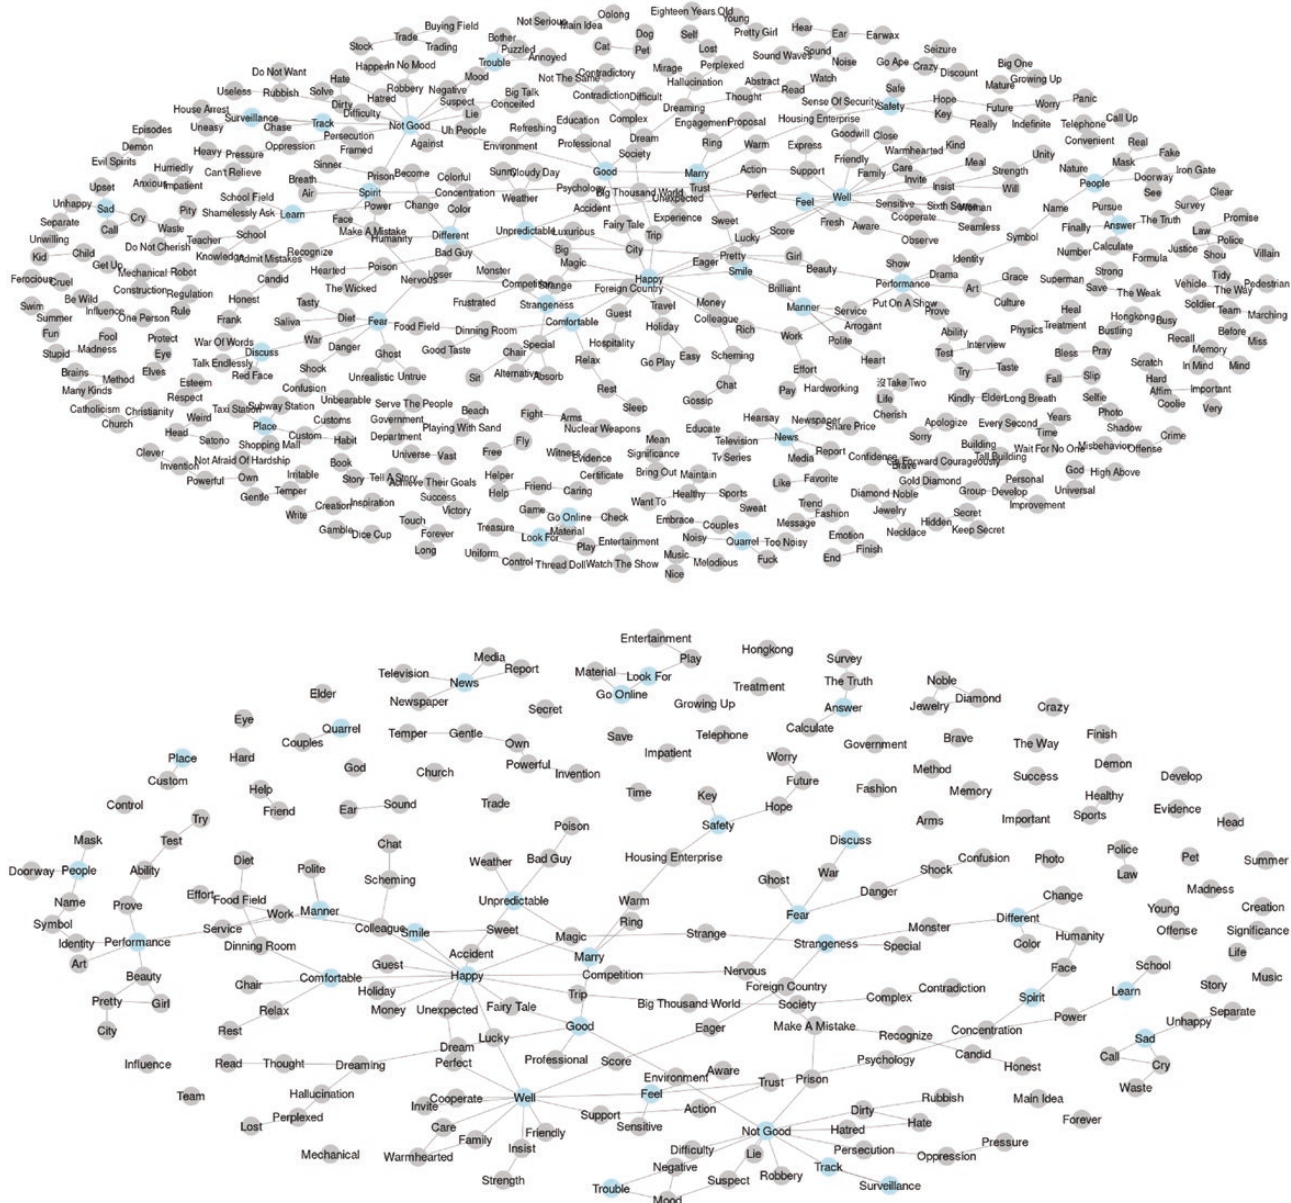 Eighteen Years Old
Oolong
Young
Not Serious
Main Idea
Buying Field
Trade
Stock
Trading
Bother
Puzzled
Annoyed
Trouble
Dog
Cat
Pet
Self
Lost
Pretty Girl
Hear
Ear
Earwax
Sound Waves
Sound
Noise
Seizure
Go Ape
Crazy
Discount
Big One
Mature
Growing Up
Do Not Want
Happen
In No Mood
Hate
Mood
Robbery
Negative
Not The Same
Contradictory
Mirage
Perplexed
Hallucination
Abstract
Watch
Read
Thought
Safe
Useless
Rubbish
Solve
Hatred
Suspect
Big Talk
Conceited
Contradiction
Difficult
Dreaming
Sense Of Security
Safety
Hope
Key
Future
Worry
Panic
House Arrest
Surveillance
Track
Dirty
Difficulty
Lie
Not Good
Uh People
Refreshing
Education
Complex
Engagement
Proposal
Housing Enterprise
Really
Indefinite
Telephone
Call Up
Episodes
Uneasy
Chase
Persecution
Oppression
Framed
Against
Environment
Professional
Dream
Ring
Warm
Express
Goodwill
Close
Convenient
Real
Demon
Evil Spirits
Heavy
Pressure
Sinner
Society
Friendly
Warmhearted
Kind
Unity
Mask
Fake
Hurriedly
Can't Relieve
Breath
Prison
Become
Colorful
Sunny
Cloudy Day
Good
Marry
Action
Support
Family
Care
Meal
Strength
Nature
People
Doorway
Iron Gate
Upset
Anxious
Impatient
Air
Spirit
Concentration
Psychology
Trust
Big Thousand World
Unexpected
Perfect
Well
Feel
Invite
Insist
Will
See
Clear
Unhappy
Sad
School Field
Shamelessly Ask
Learn
Power
Change
Color
Weather
Accident
Sensitive
Sixth Sense
Woman
Name
Pursue
Survey
Promise
Separate
Cry
Pity
Face
Fairy Tale
Experience
Sweet
Fresh
Aware
Cooperate
Seamless
Finally
Answer
The Truth
Law
Call
Waste
School
Teacher
Make A Mistake
Humanity
Different
Unpredictable
Luxurious
Trip
Lucky
Score
Observe
Symbol
Number
Calculate
Formula
Police
Unwilling
Do Not Cherish
Knowledge
Admit Mistakes
Recognize
Bad Guy
Big
City
Pretty
Girl
Show
Identity
Justice
Shou
Villain
Kid
Child
Get Up
Candid
Hearted
Poison
Loser
Monster
Magic
Eager
Smile
Beauty
Performance
Drama
Grace
Superman
Strong
Tidy
Ferocious
Cruel
Mechanical
Robot
The Wicked
Nervous
Competition
Strange
Happy
Foreign Country
Brilliant
Art
Save
The Weak
Vehicle
The Way
Pedestrian
Be Wild
Construction
Regulation
Honest
Tasty
Frustrated
Strangeness
Travel
Money
Manner
Put On A Show
Culture
Soldier
Swim
Influence
Rule
Diet
Fear
Comfortable
Guest
Colleague
Service
Prove
Heal
Hongkong
Busy
Team
Marching
Summer
One Person
Frank
Saliva
Food Field
Dinning Room
Holiday
Rich
Work
Arrogant
Ability
Physics
Treatment
Bustling
Recall
Before
Fun
Fool
Protect
War Of Words
War
Good Taste
Special
Hospitality
Polite
Interview
Bless
Pray
Memory
Miss
Stupid
Madness
Eye
Discuss
Danger
Chair
Go Play
Easy
Scheming
Heart
Test
Scratch
In Mind
Mind
Brains
Elves
Talk Endlessly
Red Face
Shock
Ghost
Unrealistic
Untrue
Sit
Alternative
Absorb
Relax
Effort
Try
Taste
Fall
Slip
Hard
Affim
Important
Method
Many Kinds
Esteem
Confusion
Rest
Chat
Pay
Hardworking
Take Two
Life
Kindly
Elder
Long Breath
Selfie
Coolie
Very
Catholicism
Christianity
Church
Respect
Weird
Taxi Station
Subway Station
Unbearable
Serve The People
Beach
Sleep
Gossip
Cherish
Photo
Shadow
Place
Customs
Government
Playing With Sand
Fight
Arms
Nuclear Weapons
Educate
Hearsay
Newspaper
Share Price
Apologize
Sorry
Every Second
Years
Time
Misbehavior
Offense
Crime
Head
Satono
Shopping Mall
Custom
Habit
Department
Fly
Mean
Significance
Television
News
Building
Tall Building
Wait For No One
Clever
Invention
Not Afraid Of Hardship
Book
Universe
Vast
Free
Witness
Evidence
Tv Series
Media
Report
Confidence
Brave
Go Forward Courageously
God
High Above
Powerful
Own
Irritable
Story
Tell A Story
Achieve Their Goals
Helper
Certificate
Bring Out
Maintain
Like
Favorite
Gold Diamond
Personal
Gentle
Temper
Success
Help
Friend
Caring
Want To
Healthy
Sports
Diamond
Noble
Group
Develop
Universal
Write
Creation
Inspiration
Victory
Game
Sweat
Trend
Fashion
Jewelry
Improvement
Gamble
Dice Cup
Touch
Forever
Treasure
Go Online
Check
Embrace
Couples
Message
Secret
Hidden
Keep Secret
Long
Material
Look For
Play
Entertainment
Noisy
Quarrel
Too Noisy
Emotion
Necklace
Uniform
Control
Thread Doll
Watch The Show
Music
Melodious
Fuck
End
Finish
Nice
Entertainment
Media
Television
Report
News
Newspaper
Material
Look For
Play
Go Online
Hongkong
Survey
The Truth
Treatment
Growing Up
Answer
Calculate
Noble
Diamond
Jewelry
Crazy
Elder
Secret
Eye
Quarrel
Couples
Temper
Gentle
Own
Save
Telephone
Impatient
Government
Brave
The Way
Finish
Place
Custom
Hard
God
Church
Powerful
Invention
Worry
Future
Method
Success
Demon
Develop
Control
Help
Friend
Ear
Sound
Trade
Time
Key
Hope
Fashion
Memory
Healthy
Sports
Evidence
Try
Test
Poison
Safety
Discuss
Arms
Important
Head
Mask
Doorway
People
Diet
Chat
Weather
Bad Guy
Housing Enterprise
War
Shock
Confusion
Photo
Police
Law
Pet
Summer
Ability
Polite
Scheming
Ghost
Danger
Change
Madness
Name
Prove
Effort
Food Field
Manner
Unpredictable
Warm
Fear
Different
Young
Creation
Symbol
Service
Work
Colleague
Smile
Sweet
Ring
Magic
Strange
Monster
Humanity
Offense
Significance
Identity
Performance
Dinning Room
Accident
Marry
Strangeness
Special
Color
Life
Art
Beauty
Guest
Happy
Competition
Nervous
Face
School
Music
Chair
Comfortable
Holiday
Trip
Foreign Country
Complex
Contradiction
Spirit
Learn
Story
Pretty
Girl
Relax
Money
Unexpected
Fairy Tale
Big Thousand World
Society
Power
Separate
City
Rest
Good
Eager
Make A Mistake
Recognize
Concentration
Unhappy
Lucky
Sad
Influence
Read
Thought
Dreaming
Dream
Perfect
Professional
Score
Psychology
Candid
Honest
Call
Cry
Environment
Aware
Trust
Prison
Waste
Team
Hallucination
Cooperate
Invite
Well
Feel
Main Idea
Lost
Perplexed
Support
Action
Sensitive
Dirty
Rubbish
Forever
Care
Family
Friendly
Not Good
Hatred
Hate
Mechanical
Warmhearted
Insist
Difficulty
Persecution
Pressure
Lie
Oppression
Strength
Negative
Track
Robbery
Suspect
Trouble
Mood
Surveillance